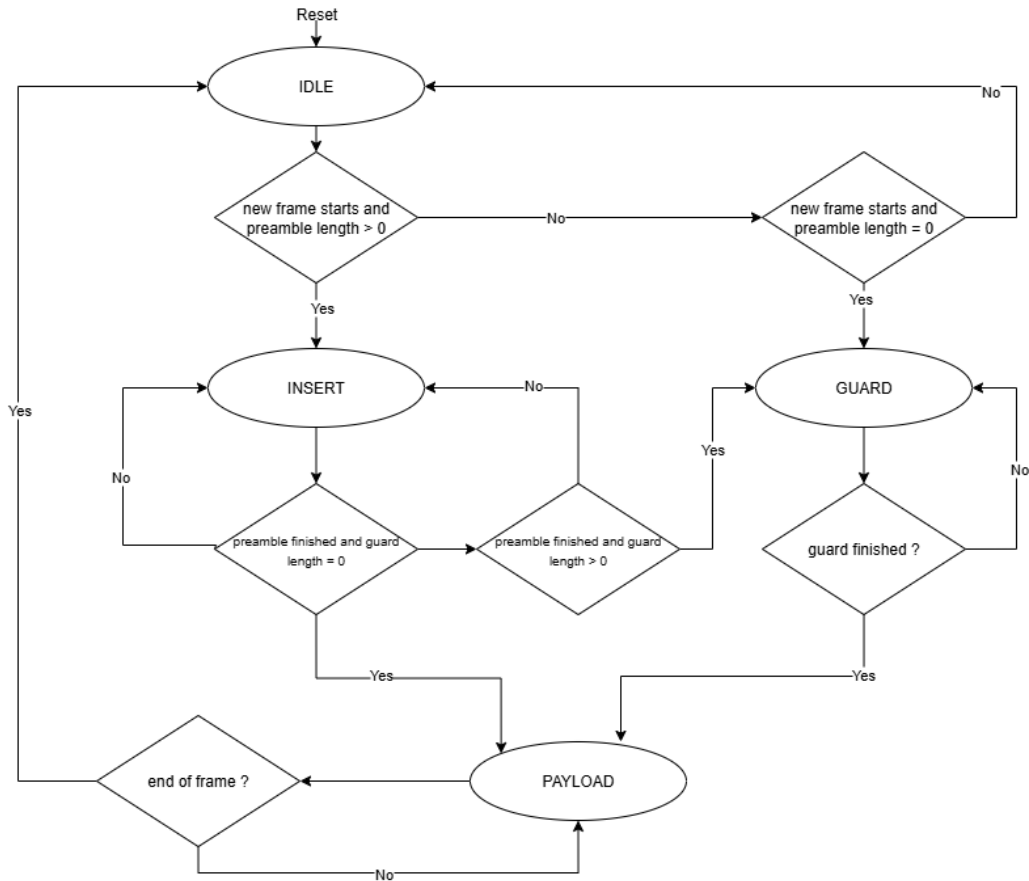 Reset
IDLE
No
new frame starts and
preamble length > 0
No
new frame starts and
preamble length = 0
Yes
Yes
INSERT
No
GUARD
Yes
No
Yes
No
preamble finished and guard
length = 0
preamble finished and guard
length > 0
guard finished ?
Yes
Yes
end of frame ?
PAYLOAD
No